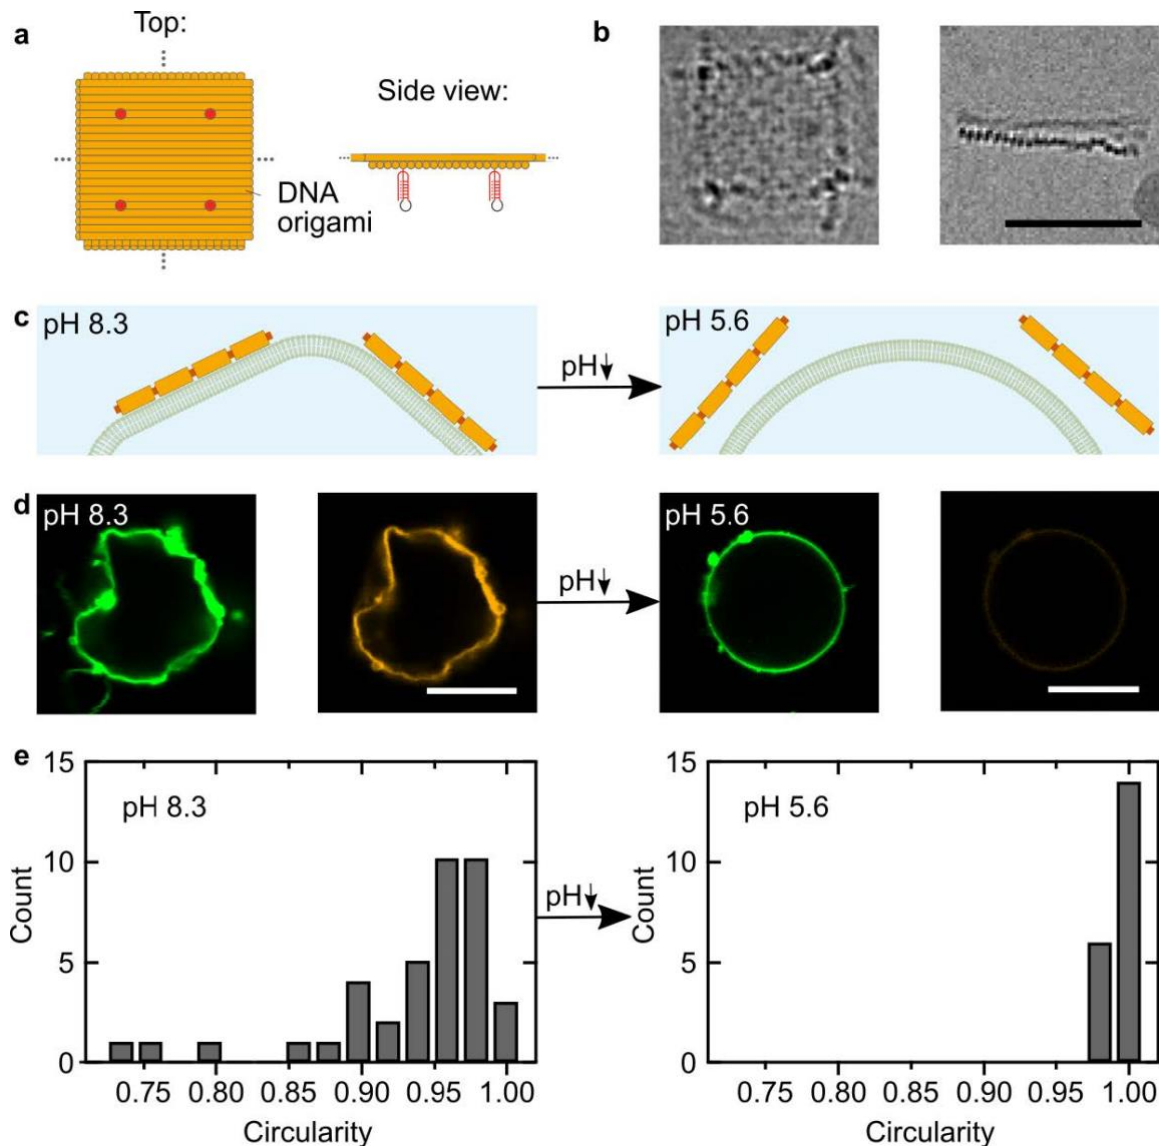 a
Top:
Side view:
DNA
origami
b
c
pH 8.3
pH↓
pH 5.6
d
pH 8.3
pH↓
pH 5.6
e
15
10
5
0
Count
pH 8.3
0.75 0.80 0.85 0.90 0.95 1.00
Circularity
pH↓
15
10
5
0
Count
pH 5.6
0.75 0.80 0.85 0.90 0.95 1.00
Circularity